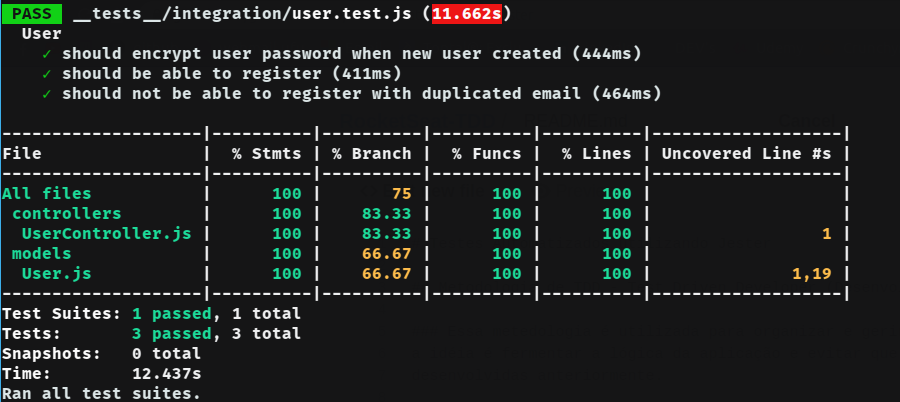 PASS __tests__/integration/user.test.js (11.662s)
User
✓ should encrypt user password when new user created (444ms)
✓ should be able to register (411ms)
✓ should not be able to register with duplicated email (464ms)
--------------------|----------|----------|----------|----------|-------------------|
File | % Stmts | % Branch | % Funcs | % Lines | Uncovered Line #s |
--------------------|----------|----------|----------|----------|-------------------|
All files | 100 | 75 | 100 | 100 | |
controllers | 100 | 83.33 | 100 | 100 | |
UserController.js | 100 | 83.33 | 100 | 100 | 1 |
models | 100 | 66.67 | 100 | 100 | |
User.js | 100 | 66.67 | 100 | 100 | 1,19 |
--------------------|----------|----------|----------|----------|-------------------|
Test Suites: 1 passed, 1 total
Tests: 3 passed, 3 total
Snapshots: 0 total
Time: 12.437s
Ran all test suites.